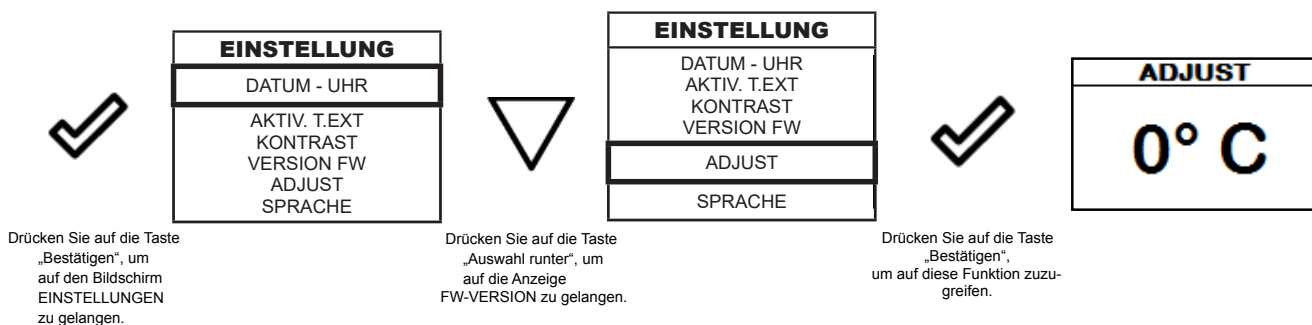 EINSTELLUNG
DATUM - UHR
AKTIV. T.EXT
KONTRAST
VERSION FW
ADJUST
SPRACHE
Drücken Sie auf die Taste
„Bestätigen“, um
auf den Bildschirm
EINSTELLUNGEN
zu gelangen.
EINSTELLUNG
DATUM - UHR
AKTIV. T.EXT
KONTRAST
VERSION FW
ADJUST
SPRACHE
Drücken Sie auf die Taste
„Auswahl runter“, um
auf die Anzeige
FW-VERSION zu gelangen.
Drücken Sie auf die Taste
„Bestätigen“,
um auf diese Funktion zuzu-
greifen.
ADJUST
0° C